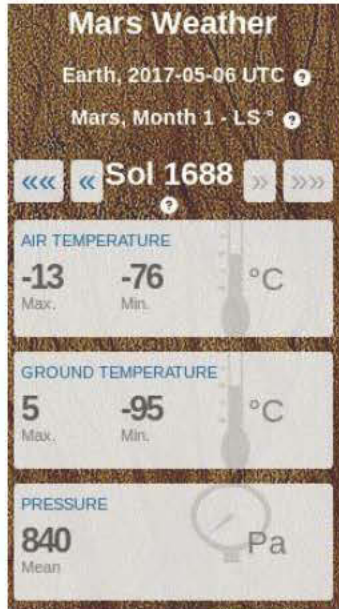 Mars Weather
Earth, 2017-05-06 UTC ?
Mars, Month 1 - LS ° ?
«« « Sol 1688 » »»
?
AIR TEMPERATURE
-13 -76 °C
Max. Min.
GROUND TEMPERATURE
5 -95 °C
Max. Min.
PRESSURE
840 Pa
Mean